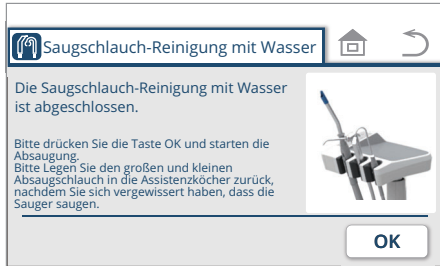 Saugschlauch-Reinigung mit Wasser
Die Saugschlauch-Reinigung mit Wasser
ist abgeschlossen.
Bitte drücken Sie die Taste OK und starten die
Absaugung.
Bitte Legen Sie den großen und kleinen
Absaugschlauch in die Assistenzköcher zurück,
nachdem Sie sich vergewissert haben, dass die
Sauger saugen.
OK